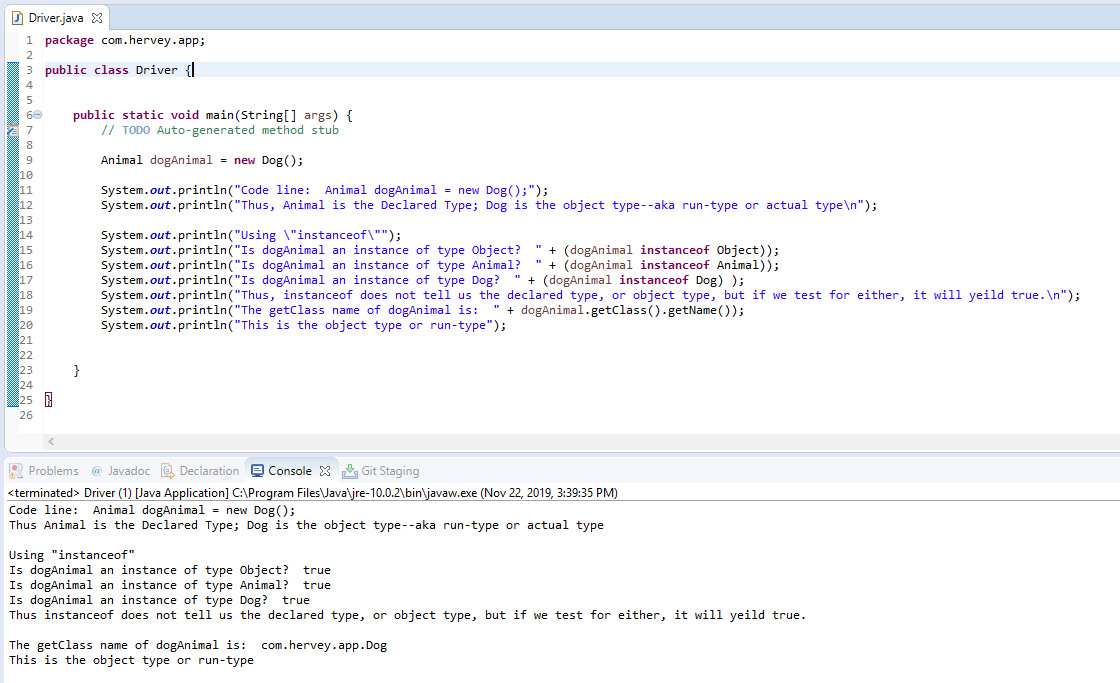 Driver.java
1 package com.hervey.app;
2
3 public class Driver {
4
5
6 public static void main(String[] args) {
7 // TODO Auto-generated method stub
8
9 Animal dogAnimal = new Dog();
10
11 System.out.println("Code line:  Animal dogAnimal = new Dog();");
12 System.out.println("Thus, Animal is the Declared Type; Dog is the object type--aka run-type or actual type\n");
13
14 System.out.println("Using \"instanceof\"");
15 System.out.println("Is dogAnimal an instance of type Object?  " + (dogAnimal instanceof Object));
16 System.out.println("Is dogAnimal an instance of type Animal?  " + (dogAnimal instanceof Animal));
17 System.out.println("Is dogAnimal an instance of type Dog?  " + (dogAnimal instanceof Dog) );
18 System.out.println("Thus, instanceof does not tell us the declared type, or object type, but if we test for either, it will yeild true.\n");
19 System.out.println("The getClass name of dogAnimal is:  " + dogAnimal.getClass().getName());
20 System.out.println("This is the object type or run-type");
21
22
23 }
24
25 }
26
Problems @ Javadoc Declaration Console Git Staging
<terminated> Driver (1) [Java Application] C:\Program Files\Java\jre-10.0.2\bin\javaw.exe (Nov 22, 2019, 3:39:35 PM)
Code line:  Animal dogAnimal = new Dog();
Thus Animal is the Declared Type; Dog is the object type--aka run-type or actual type
Using "instanceof"
Is dogAnimal an instance of type Object?  true
Is dogAnimal an instance of type Animal?  true
Is dogAnimal an instance of type Dog?  true
Thus instanceof does not tell us the declared type, or object type, but if we test for either, it will yeild true.
The getClass name of dogAnimal is:  com.hervey.app.Dog
This is the object type or run-type